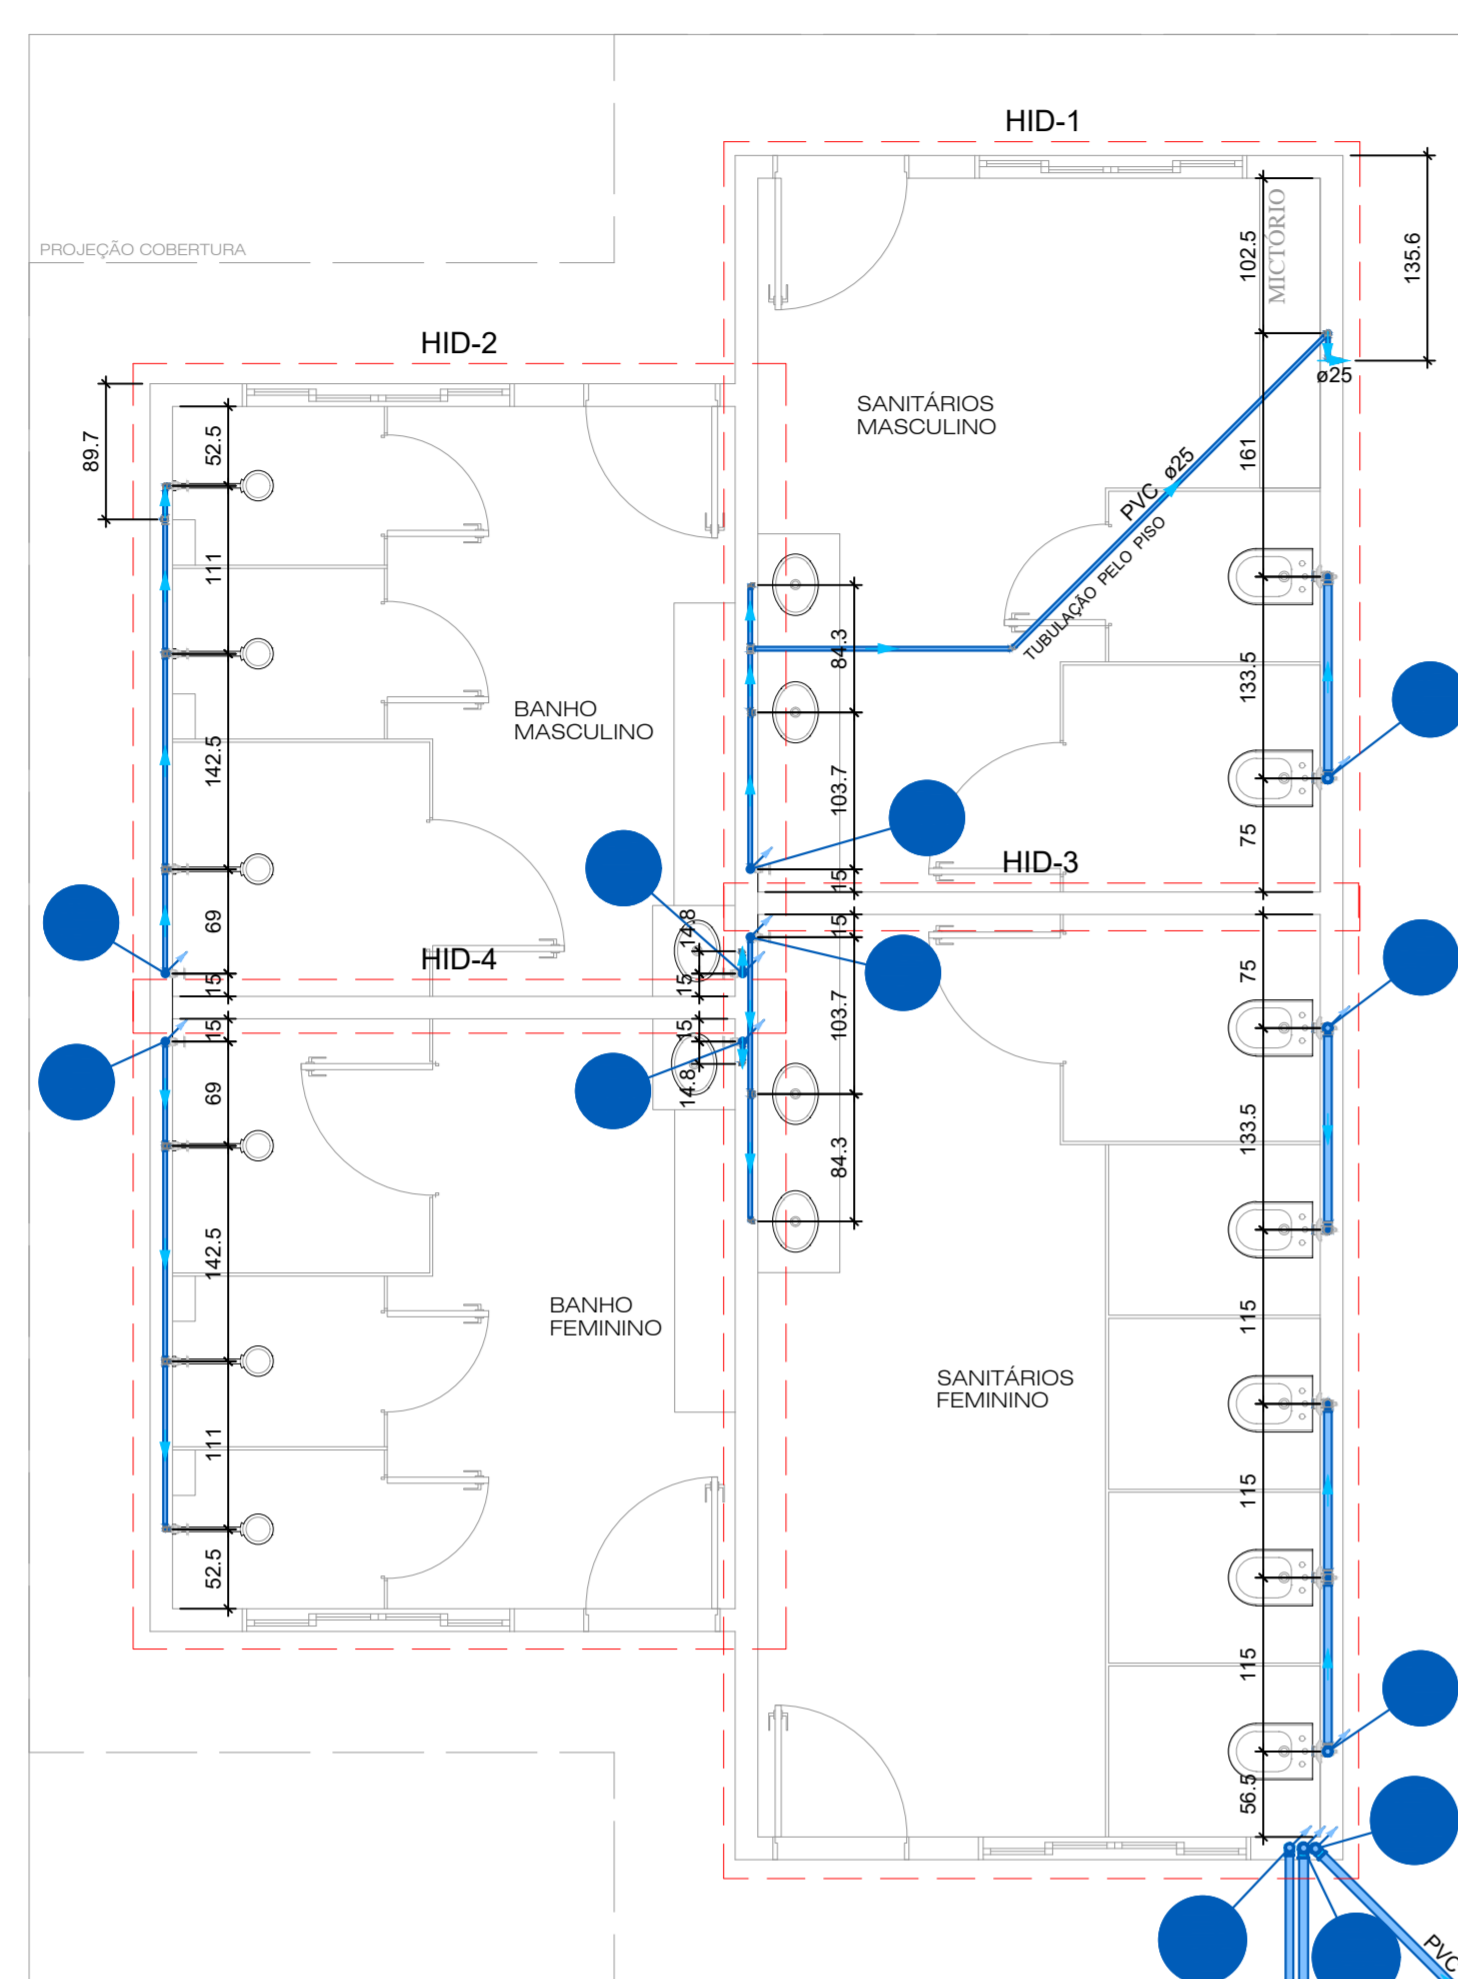 HID-1
PROJEÇÃO COBERTURA
MICTÓRIO
102.5
135.6
HID-2
ø25
SANITÁRIOS
MASCULINO
89.7
52.5
161
PVC ø25
TUBULAÇÃO PELO PISO
111
84.3
133.5
BANHO
MASCULINO
142.5
103.7
75
HID-3
15
69
HID-4
14.8
15
15
15
15
15
14.8
15
75
103.7
69
133.5
84.3
142.5
BANHO
FEMININO
115
SANITÁRIOS
FEMININO
111
115
52.5
115
56.5
PVC